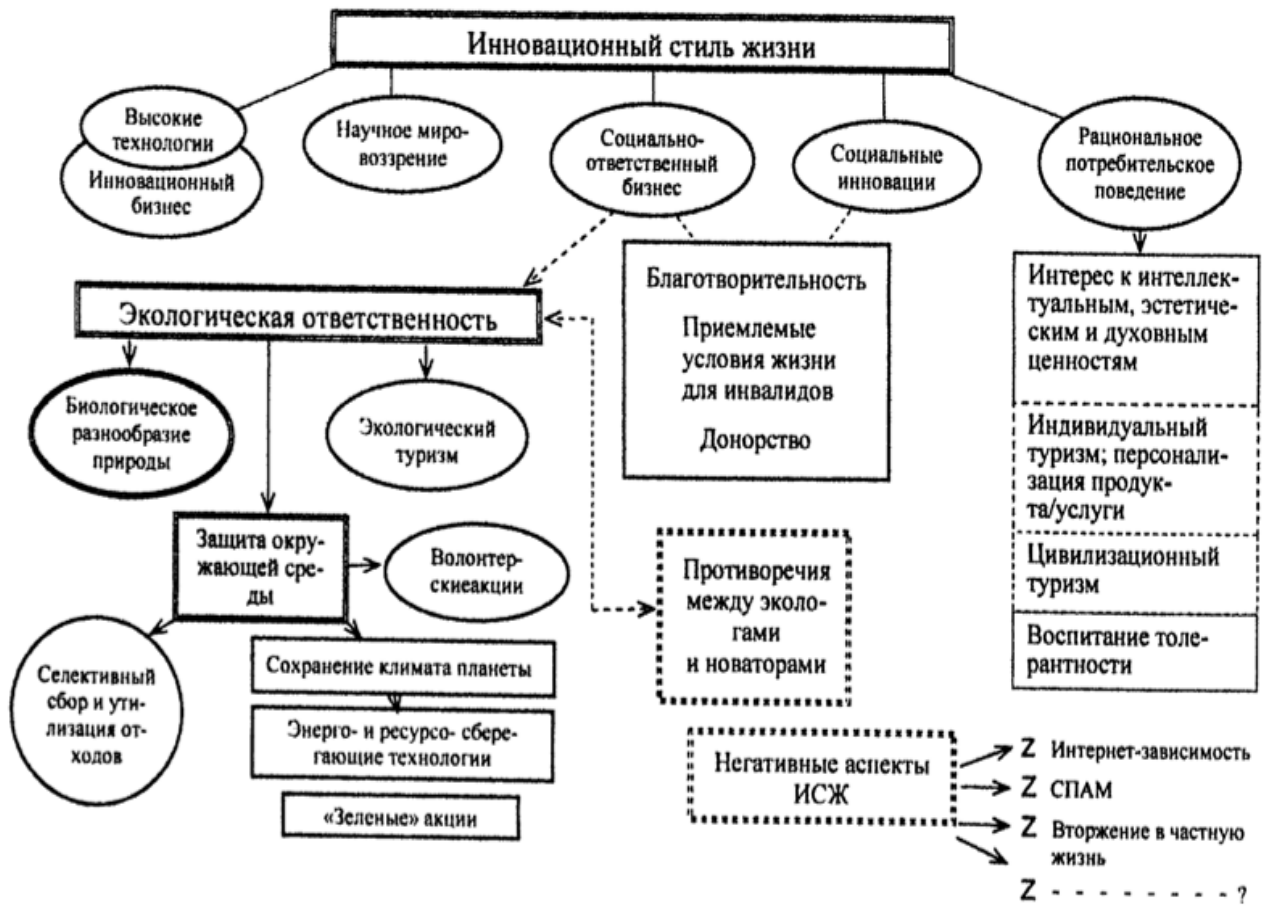 Инновационный стиль жизни
Высокие
технологии
Инновационный
бизнес
Научное миро-
воззрение
Социально-
ответственный
бизнес
Социальные
инновации
Рациональное
потребительское
поведение
Экологическая ответственность
Благотворительность
Приемлемые
условия жизни
для инвалидов
Донорство
Интерес к интеллек-
туальным, эстетиче-
ским и духовным
ценностям
Индивидуальный
туризм; персонали-
зация продук-
та/услуги
Цивилизационный
туризм
Воспитание толе-
рантности
Биологическое
разнообразие
природы
Экологический
туризм
Защита окру-
жающей сре-
ды
Волонтер-
скиеакции
Противоречия
между эколо-
гами
и новаторами
Селективный
сбор и ути-
лизация от-
ходов
Сохранение климата планеты
Энерго- и ресурсо- сбере-
гающие технологии
«Зеленые» акции
Негативные аспекты
ИСЖ
Z Интернет-зависимость
Z СПАМ
Z Вторжение в частную
жизнь
Z - - - - - - - - ?